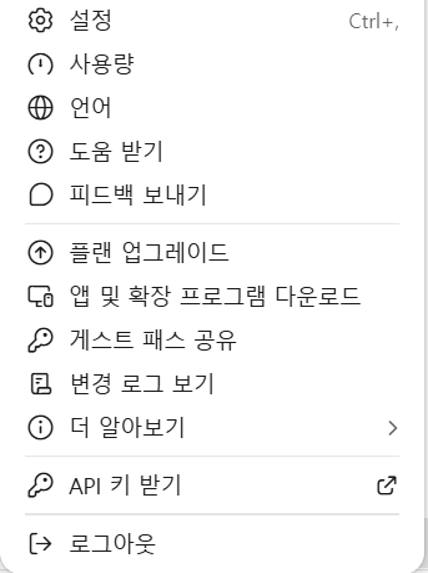 설정 Ctrl+,
사용량
언어
도움 받기
피드백 보내기
플랜 업그레이드
앱 및 확장 프로그램 다운로드
게스트 패스 공유
변경 로그 보기
더 알아보기
API 키 받기
로그아웃